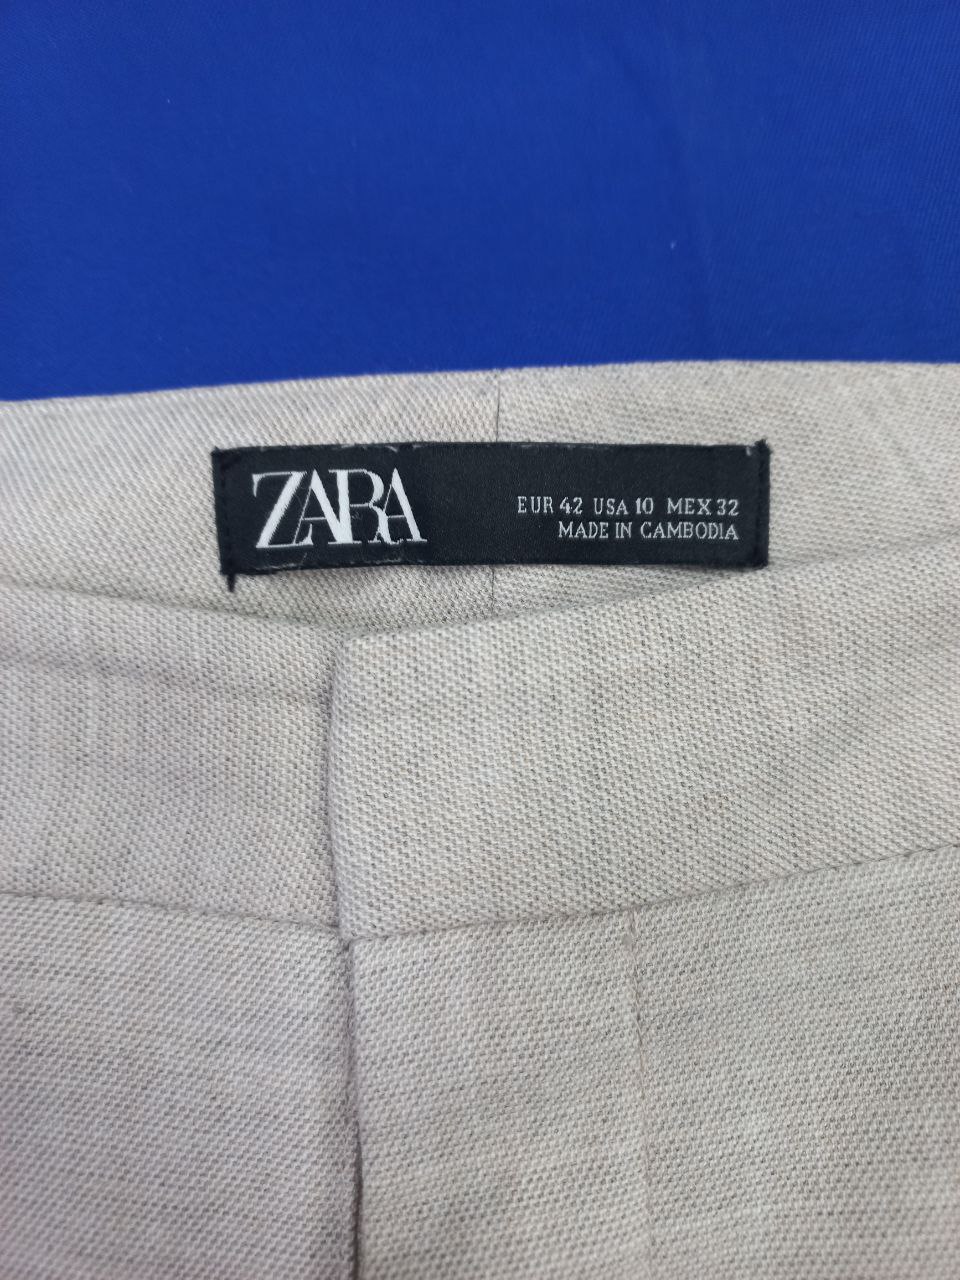 ZARA
EUR 42 USA 10 MEX 32
MADE IN CAMBODIA